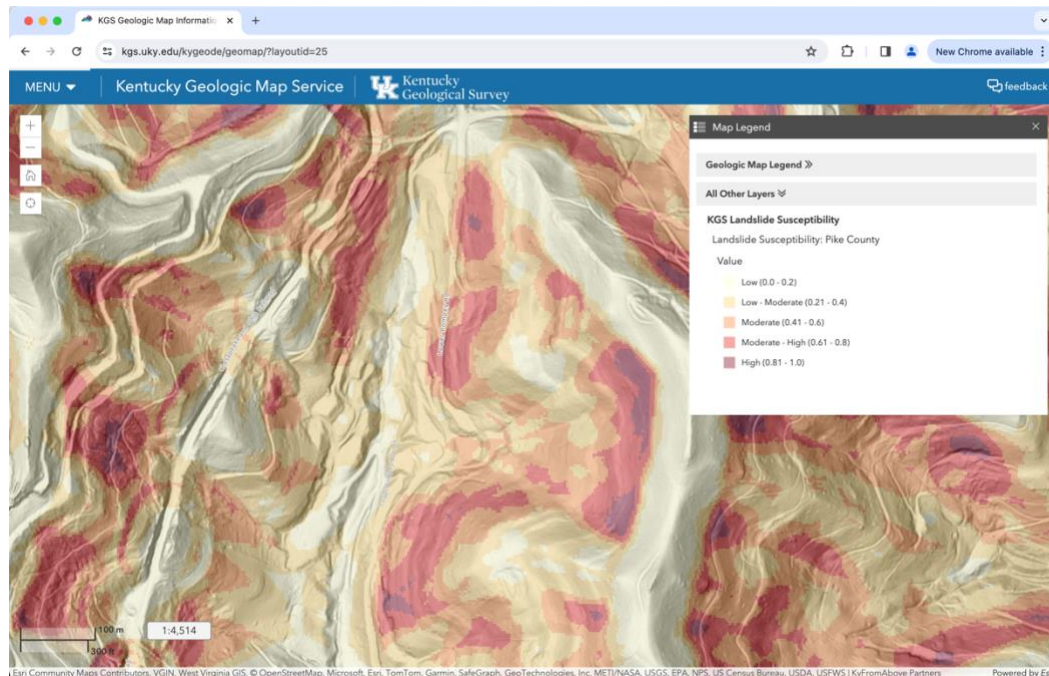 KGS Geologic Map Informatio
kgs.uky.edu/kygeode/geomap/?layoutid=25
New Chrome available
MENU
Kentucky Geologic Map Service
UK
Kentucky
Geological Survey
feedback
Map Legend
Geologic Map Legend
All Other Layers
KGS Landslide Susceptibility
Landslide Susceptibility: Pike County
Value
Low (0.0 - 0.2)
Low - Moderate (0.21 - 0.4)
Moderate (0.41 - 0.6)
Moderate - High (0.61 - 0.8)
High (0.81 - 1.0)
100 m
300 ft
1:4,514
Esri Community Maps Contributors, VGIN, West Virginia GIS, © OpenStreetMap, Microsoft, Esri, TomTom, Garmin, SafeGraph, GeoTechnologies, Inc, METI/NASA, USGS, EPA, NPS, US Census Bureau, USDA, USFWS | KyFromAbove Partners
Powered by Es